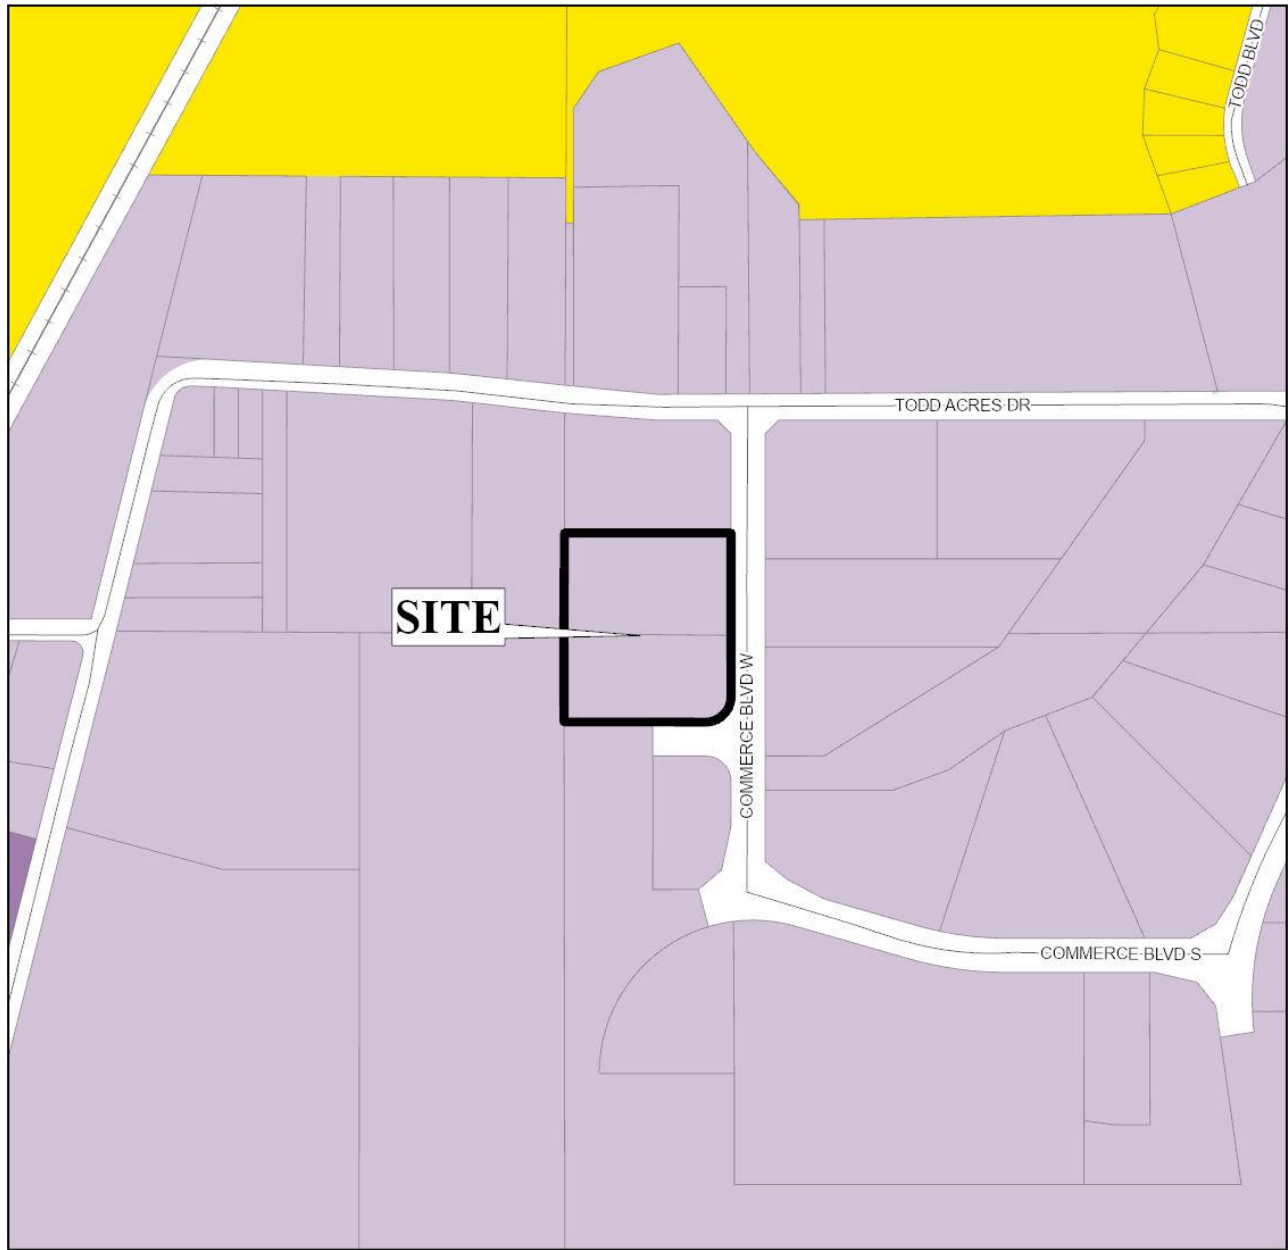 TODD BLVD
TODD ACRES DR
SITE
COMMERCE BLVD W
COMMERCE BLVD S